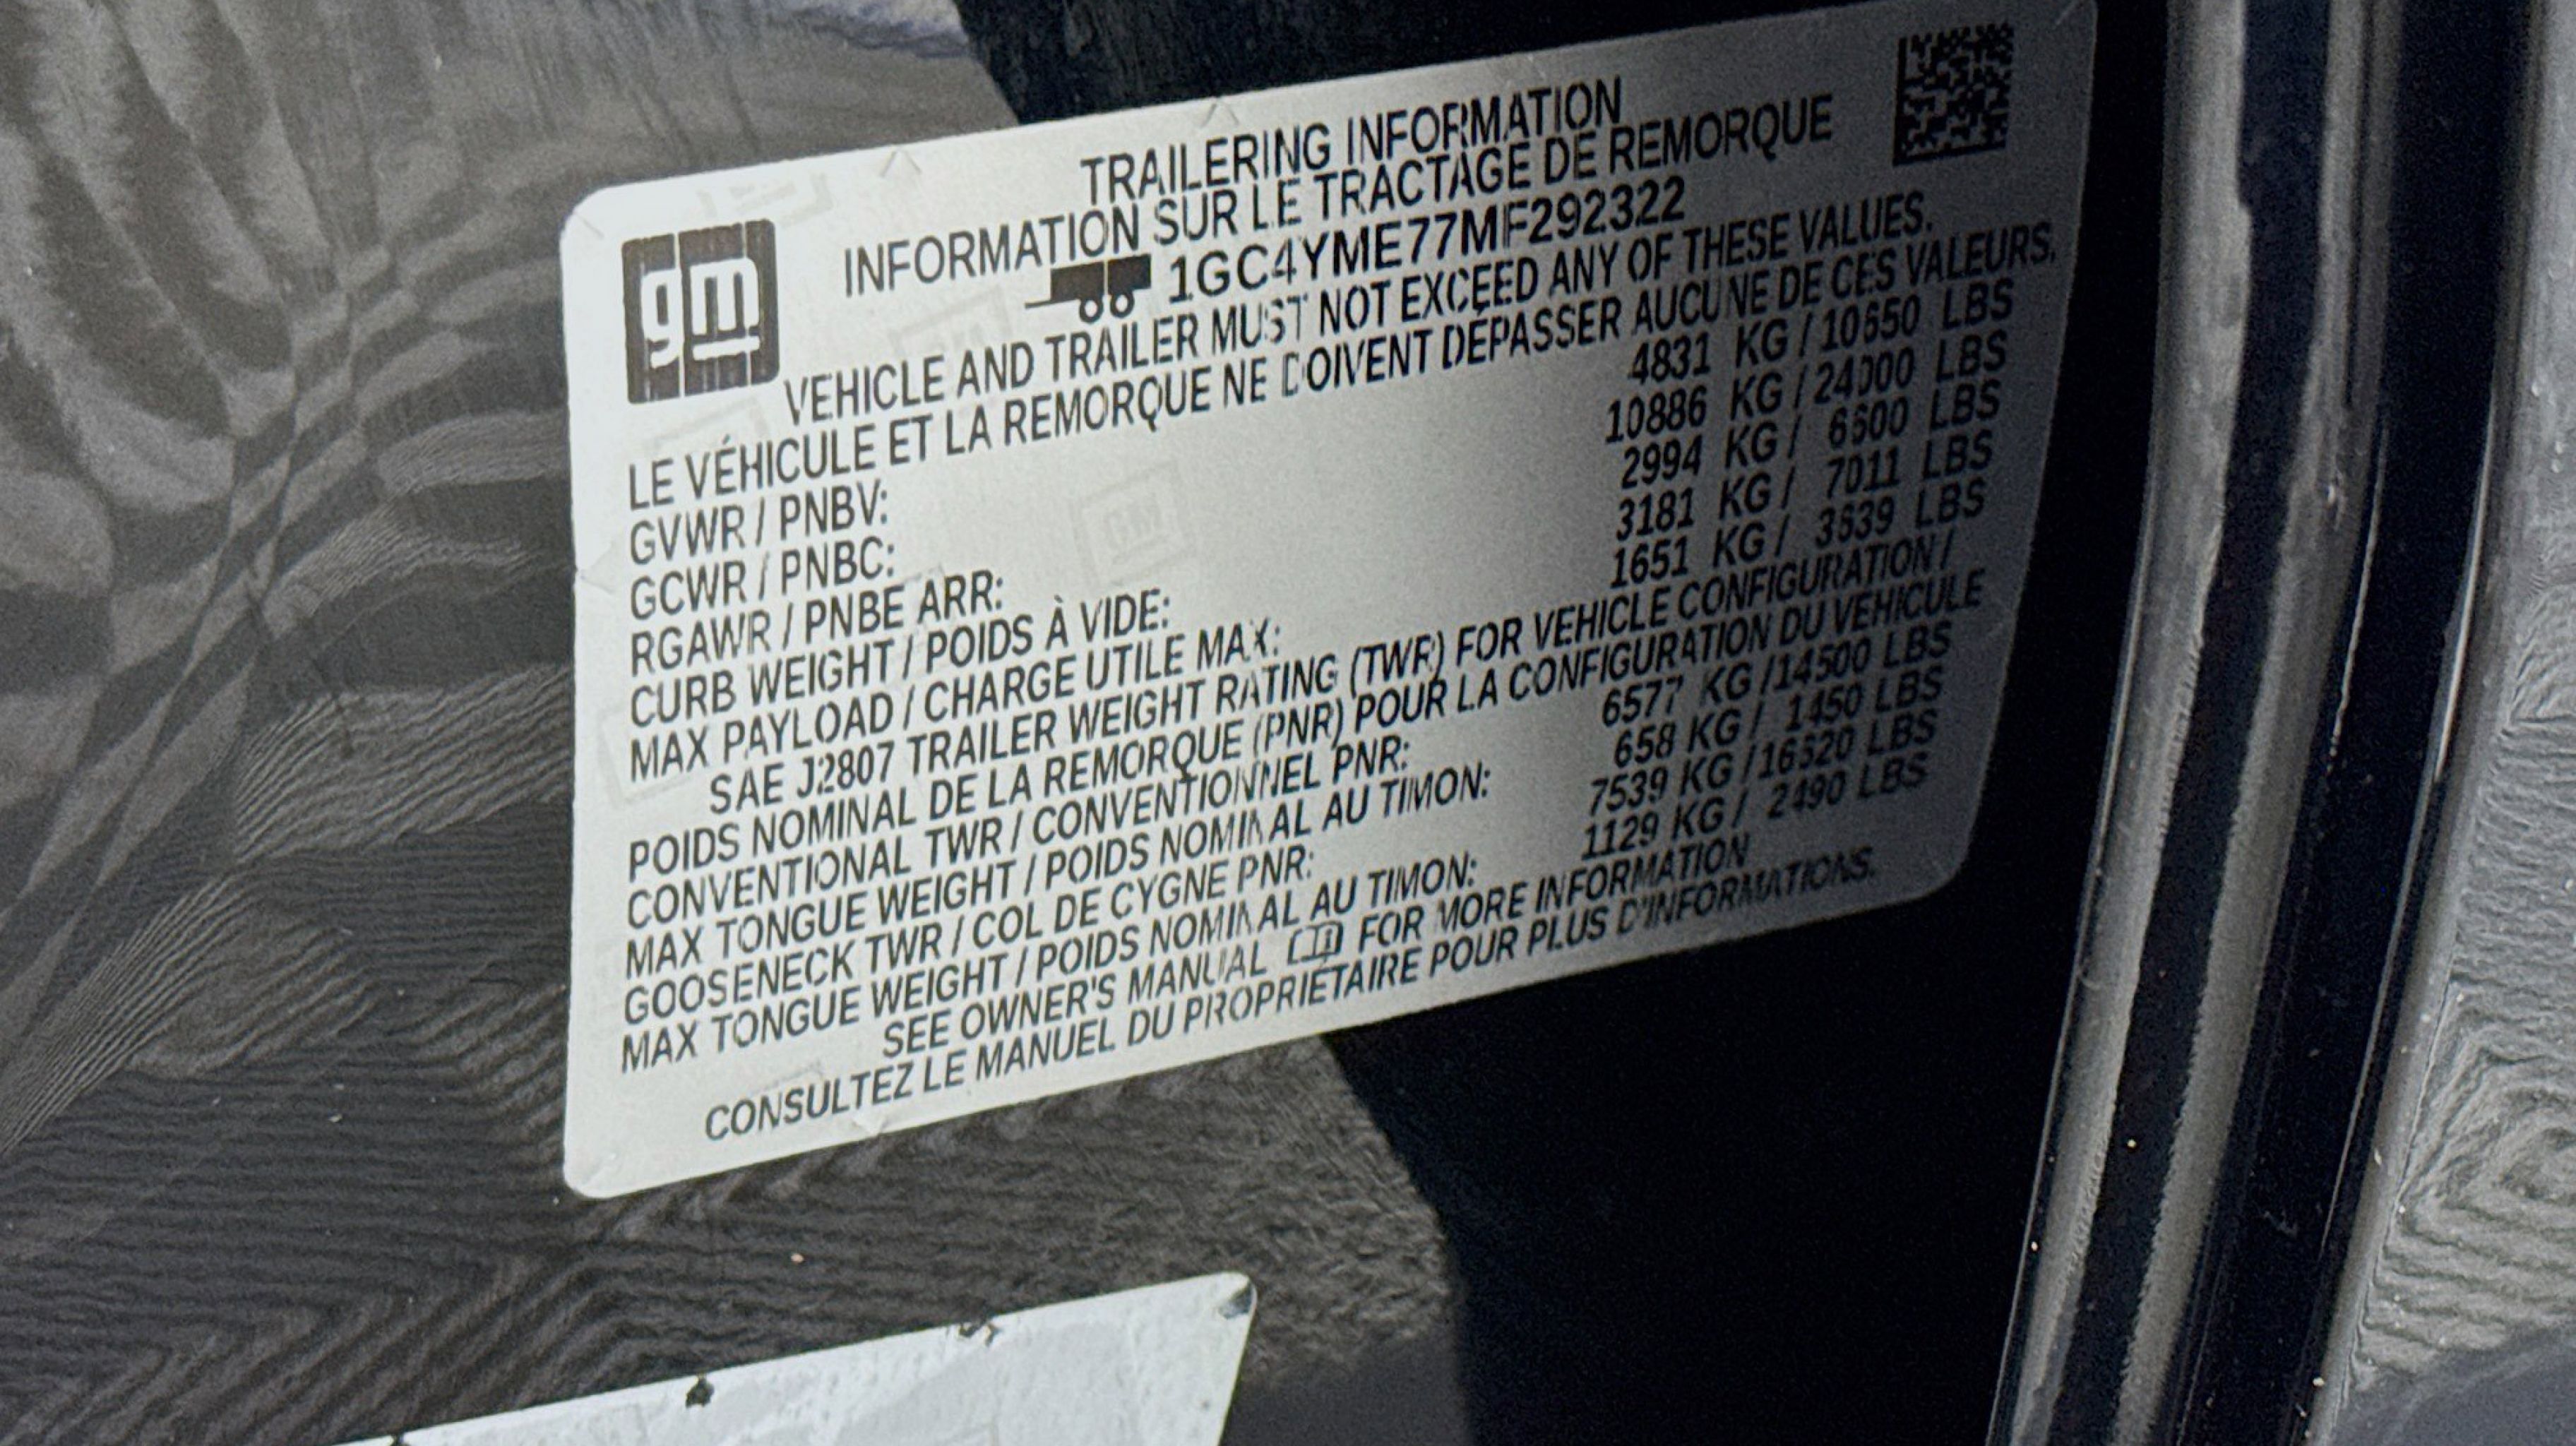 TRAILERING INFORMATION
INFORMATION SUR LE TRACTAGE DE REMORQUE
1GC4YME77MF292322
gm
VEHICLE AND TRAILER MUST NOT EXCEED ANY OF THESE VALUES.
LE VÉHICULE ET LA REMORQUE NE DOIVENT DÉPASSER AUCUNE DE CES VALEURS.
GVWR / PNBV: 4831 KG / 10650 LBS
GCWR / PNBC: 10886 KG / 24000 LBS
RGAWR / PNBE ARR: 2994 KG / 6600 LBS
CURB WEIGHT / POIDS À VIDE: 3181 KG / 7011 LBS
MAX PAYLOAD / CHARGE UTILE MAX: 1651 KG / 3639 LBS
SAE J2807 TRAILER WEIGHT RATING (TWR) FOR VEHICLE CONFIGURATION /
POIDS NOMINAL DE LA REMORQUE (PNR) POUR LA CONFIGURATION DU VEHICULE
CONVENTIONAL TWR / CONVENTIONNEL PNR: 6577 KG /14500 LBS
MAX TONGUE WEIGHT / POIDS NOMINAL AU TIMON: 658 KG / 1450 LBS
GOOSENECK TWR / COL DE CYGNE PNR: 7539 KG /16620 LBS
MAX TONGUE WEIGHT / POIDS NOMINAL AU TIMON: 1129 KG / 2490 LBS
SEE OWNER'S MANUAL FOR MORE INFORMATION
CONSULTEZ LE MANUEL DU PROPRIÉTAIRE POUR PLUS D'INFORMATIONS.